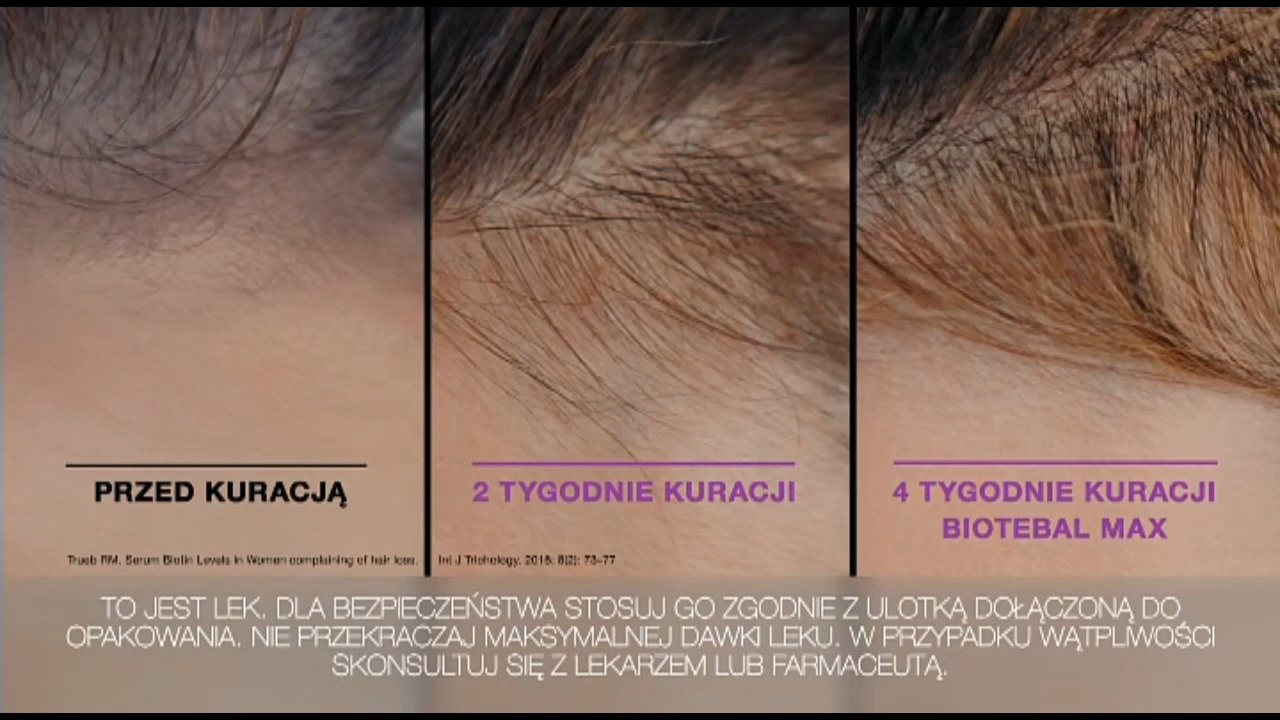 PRZED KURACJĄ
2 TYGODNIE KURACJI
4 TYGODNIE KURACJI
BIOTEBAL MAX
Trueb RM. Serum Biotin Levels in Women complaining of hair loss. Int J Trichology. 2016; 8(2): 73–77
TO JEST LEK. DLA BEZPIECZEŃSTWA STOSUJ GO ZGODNIE Z ULOTKĄ DOŁĄCZONĄ DO
OPAKOWANIA. NIE PRZEKRACZAJ MAKSYMALNEJ DAWKI LEKU. W PRZYPADKU WĄTPLIWOŚCI
SKONSULTUJ SIĘ Z LEKARZEM LUB FARMACEUTĄ.